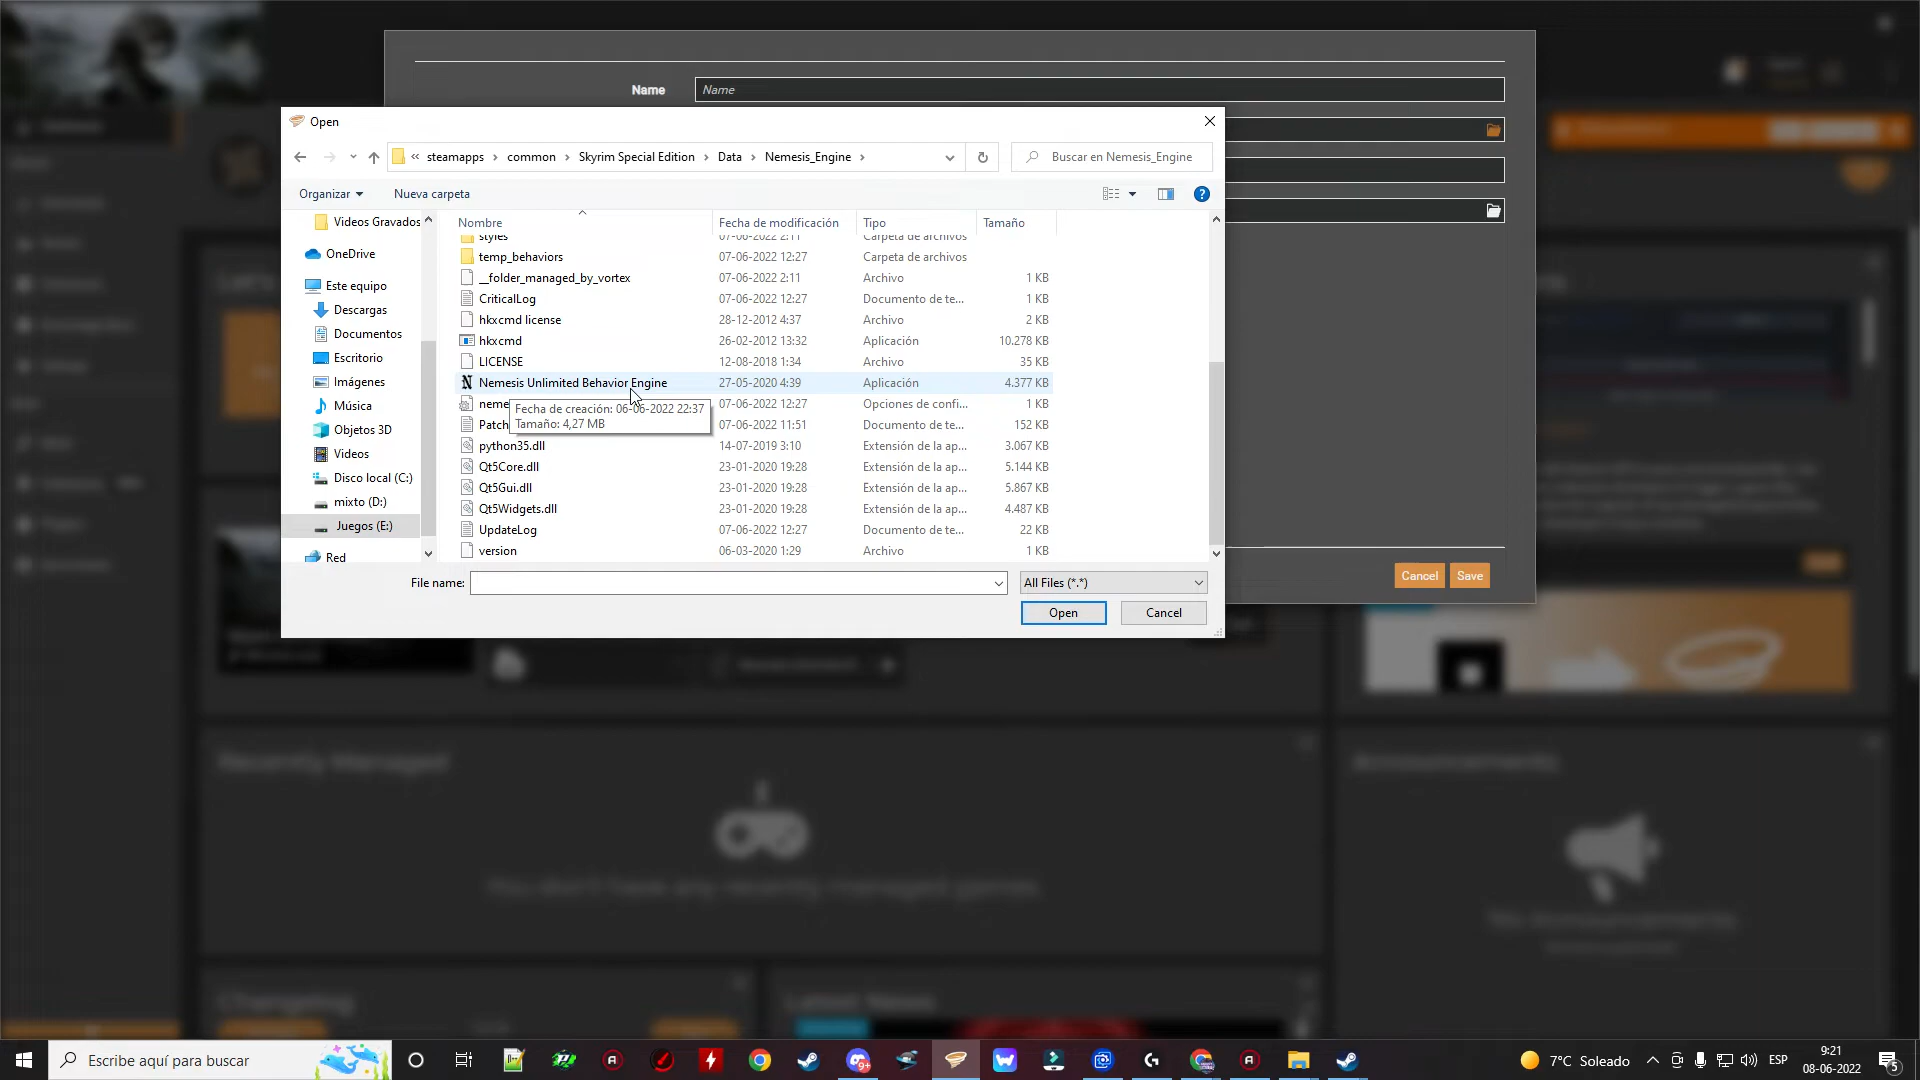 Name
Name
Open
« steamapps › common › Skyrim Special Edition › Data › Nemesis_Engine ›
Buscar en Nemesis_Engine
Organizar
Nueva carpeta
Nombre
Fecha de modificación
Tipo
Tamaño
Videos Gravados
OneDrive
Este equipo
Descargas
Documentos
Escritorio
Imágenes
Música
Objetos 3D
Videos
Disco local (C:)
mixto (D:)
Juegos (E:)
Red
styles 07-06-2022 2:11 Carpeta de archivos
temp_behaviors 07-06-2022 12:27 Carpeta de archivos
__folder_managed_by_vortex 07-06-2022 2:11 Archivo 1 KB
CriticalLog 07-06-2022 12:27 Documento de te... 1 KB
hkxcmd license 28-12-2012 4:37 Archivo 2 KB
hkxcmd 26-02-2012 13:32 Aplicación 10.278 KB
LICENSE 12-08-2018 1:34 Archivo 35 KB
Nemesis Unlimited Behavior Engine 27-05-2020 4:39 Aplicación 4.377 KB
neme 07-06-2022 12:27 Opciones de confi... 1 KB
Patch 07-06-2022 11:51 Documento de te... 152 KB
Fecha de creación: 06-06-2022 22:37
Tamaño: 4,27 MB
python35.dll 14-07-2019 3:10 Extensión de la ap... 3.067 KB
Qt5Core.dll 23-01-2020 19:28 Extensión de la ap... 5.144 KB
Qt5Gui.dll 23-01-2020 19:28 Extensión de la ap... 5.867 KB
Qt5Widgets.dll 23-01-2020 19:28 Extensión de la ap... 4.487 KB
UpdateLog 07-06-2022 12:27 Documento de te... 22 KB
version 06-03-2020 1:29 Archivo 1 KB
File name:
All Files (*.*)
Open
Cancel
Cancel
Save
Recently Managed
You don't have any recently managed games
Announcements
No Announcements
Changelog
Latest News
Escribe aquí para buscar
9+
7°C Soleado
ESP
9:21
08-06-2022
5